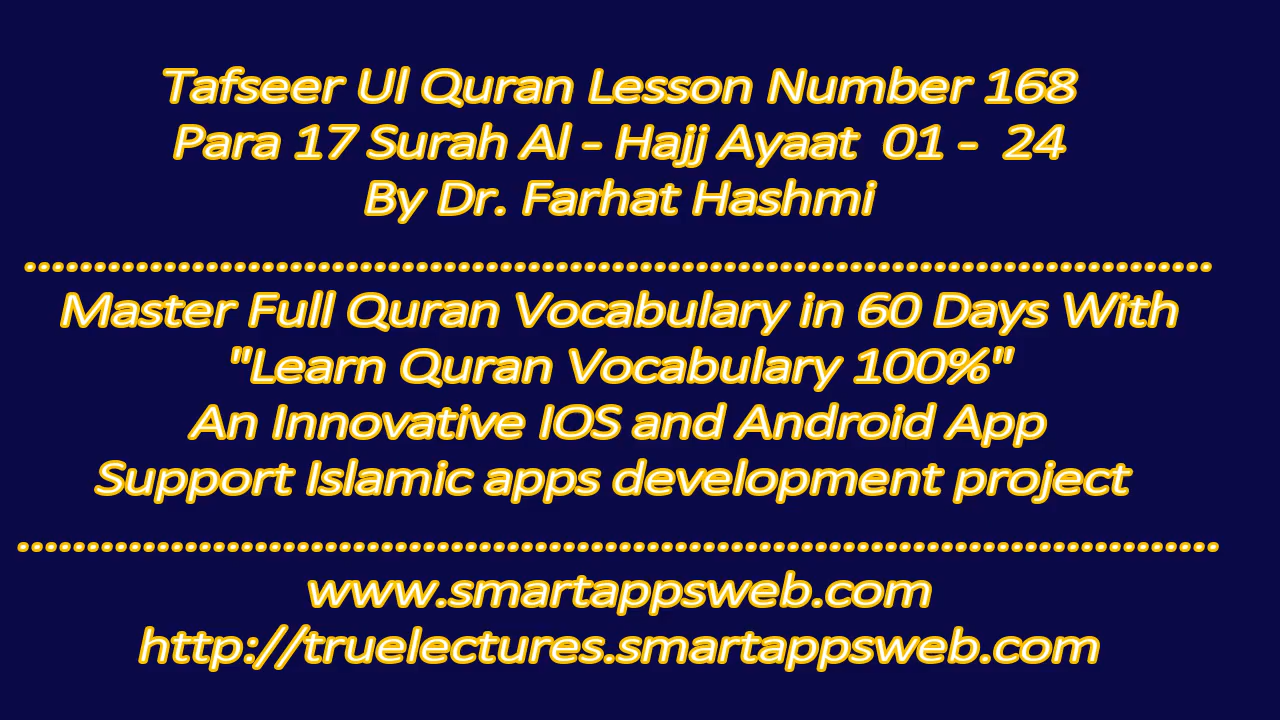 Tafseer Ul Quran Lesson Number 168
Para 17 Surah Al - Hajj Ayaat  01 -  24
By Dr. Farhat Hashmi
.....................................................................................
Master Full Quran Vocabulary in 60 Days With
"Learn Quran Vocabulary 100%"
An Innovative IOS and Android App
Support Islamic apps development project
......................................................................................
www.smartappsweb.com
http://truelectures.smartappsweb.com